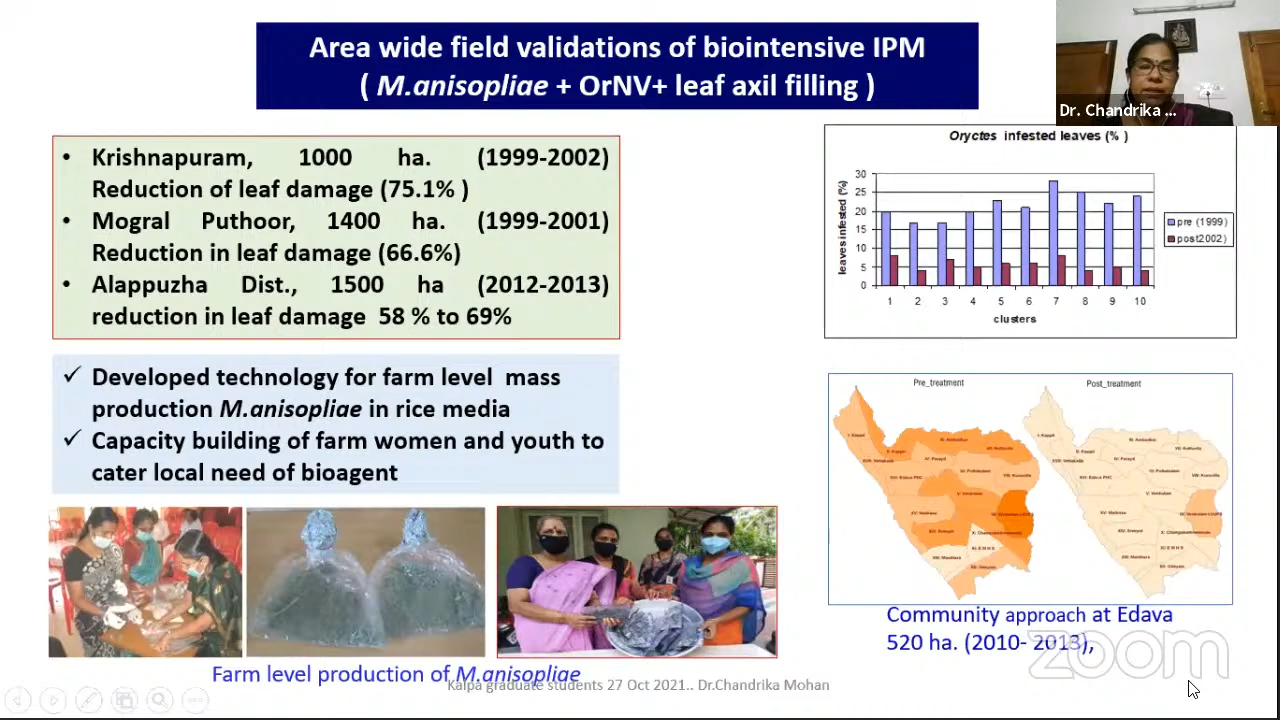 Area wide field validations of biointensive IPM
( M.anisopliae + OrNV+ leaf axil filling )
Dr. Chandrika ...
• Krishnapuram, 1000 ha. (1999-2002)
Reduction of leaf damage (75.1% )
• Mogral Puthoor, 1400 ha. (1999-2001)
Reduction in leaf damage (66.6%)
• Alappuzha Dist., 1500 ha (2012-2013)
reduction in leaf damage 58 % to 69%
✓ Developed technology for farm level mass
production M.anisopliae in rice media
✓ Capacity building of farm women and youth to
cater local need of bioagent
Farm level production of M.anisopliae
Oryctes infested leaves (% )
leaves infested (%)
30
25
20
15
10
5
0
1 2 3 4 5 6 7 8 9 10
clusters
pre (1999)
post2002)
Pre_treatment
Post_treatment
Community approach at Edava
520 ha. (2010- 2013),
zoom
Kalpa graduate students 27 Oct 2021.. Dr.Chandrika Mohan